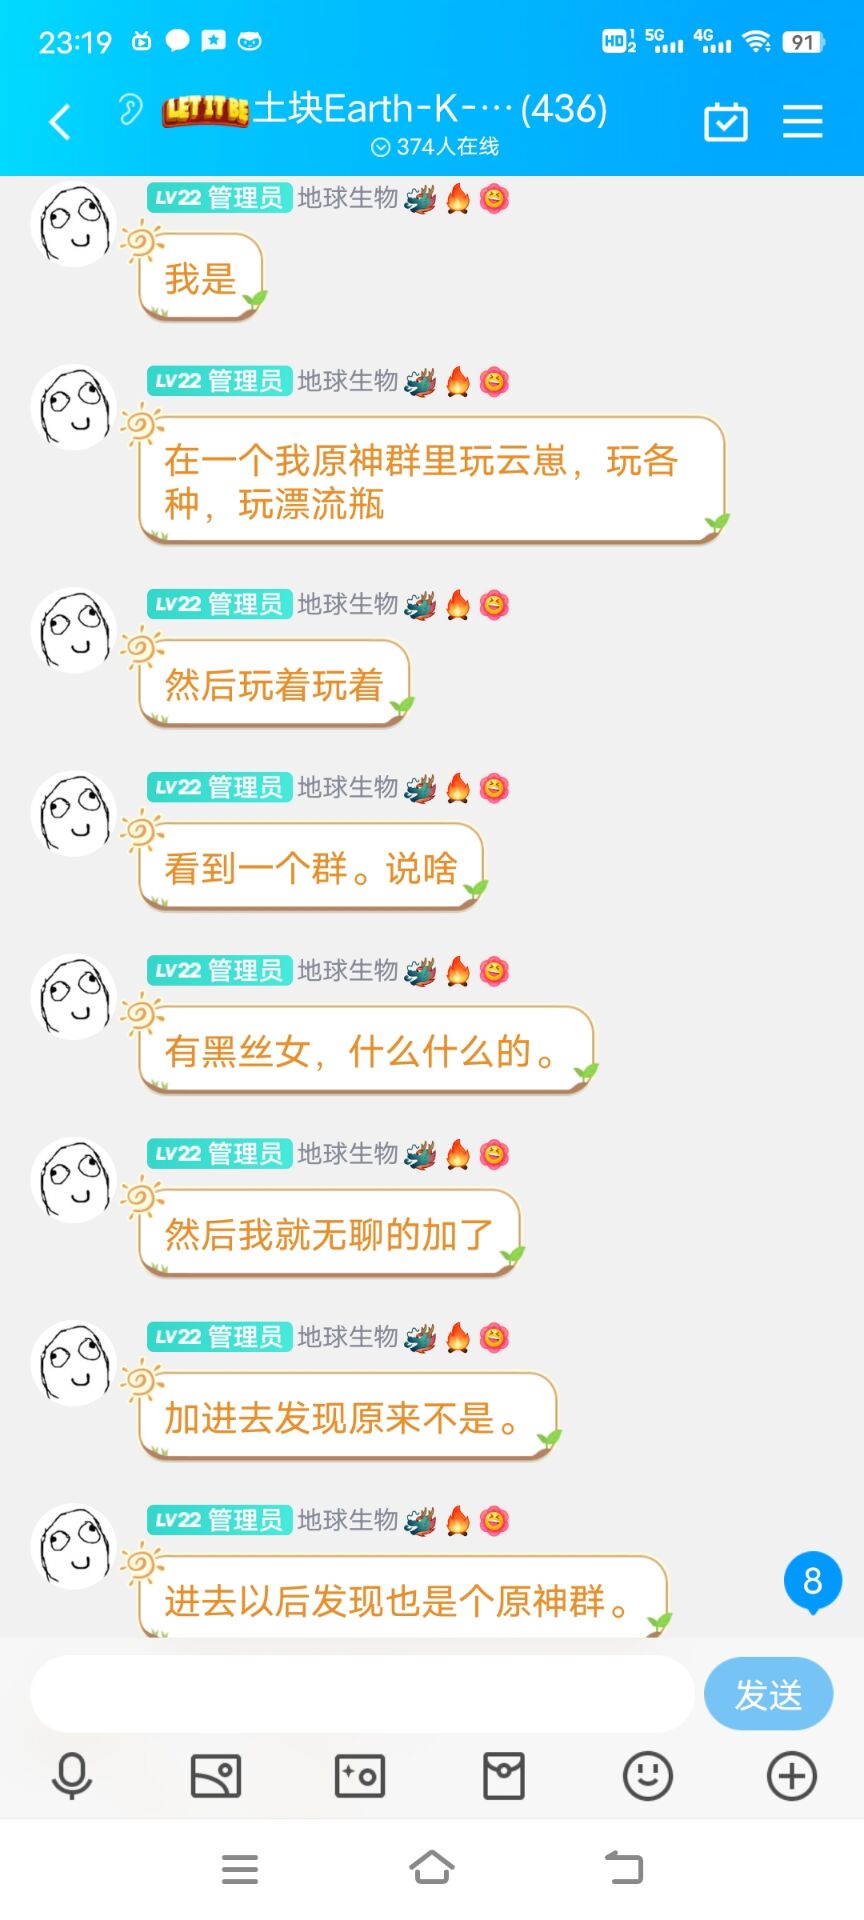 23:19
HD 1 2 5G 4G 91
LET IT BE 土块Earth-K-···(436)
374人在线
LV22 管理员 地球生物
我是
LV22 管理员 地球生物
在一个我原神群里玩云崽，玩各
种，玩漂流瓶
LV22 管理员 地球生物
然后玩着玩着
LV22 管理员 地球生物
看到一个群。说啥
LV22 管理员 地球生物
有黑丝女，什么什么的。
LV22 管理员 地球生物
然后我就无聊的加了
LV22 管理员 地球生物
加进去发现原来不是。
LV22 管理员 地球生物
进去以后发现也是个原神群。
8
发送